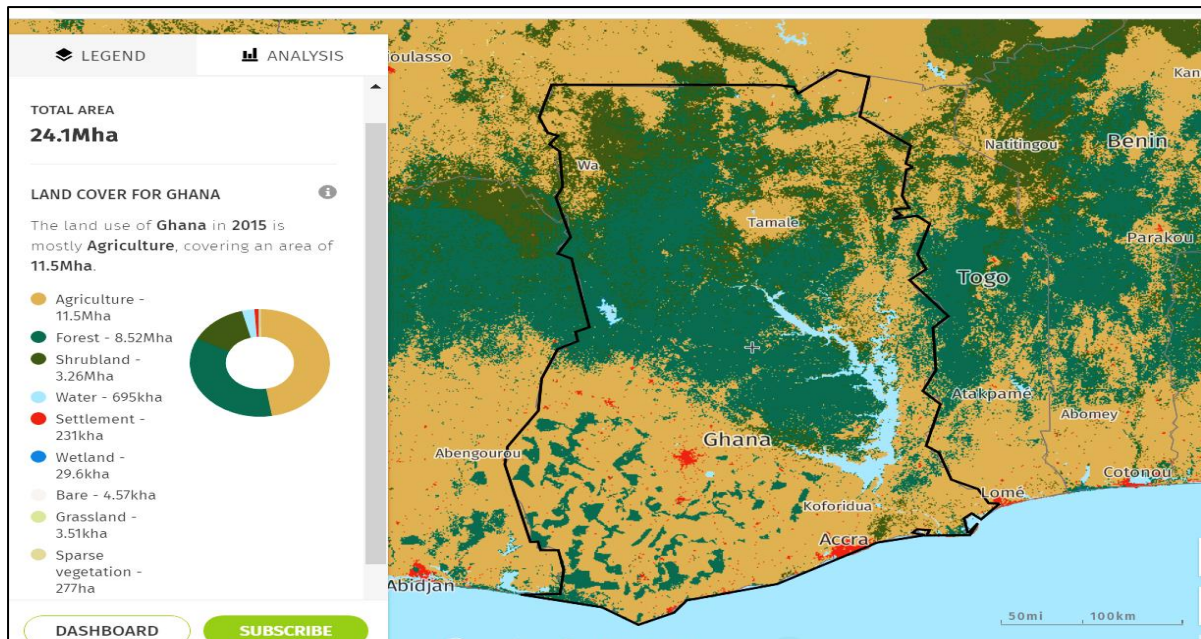 LEGEND
ANALYSIS
TOTAL AREA
24.1Mha
LAND COVER FOR GHANA
The land use of Ghana in 2015 is
mostly Agriculture, covering an area of
11.5Mha.
Agriculture -
11.5Mha
Forest - 8.52Mha
Shrubland -
3.26Mha
Water - 695kha
Settlement -
231kha
Wetland -
29.6kha
Bare - 4.57kha
Grassland -
3.51kha
Sparse
vegetation -
277ha
DASHBOARD
SUBSCRIBE
oulasso
Kan
Natitingou
Benin
Wa
Tamale
Parakou
Togo
Atakpamé
Abomey
Ghana
Abengourou
Cotonou
Koforidua
Lomé
Accra
Abidjan
50mi
100km